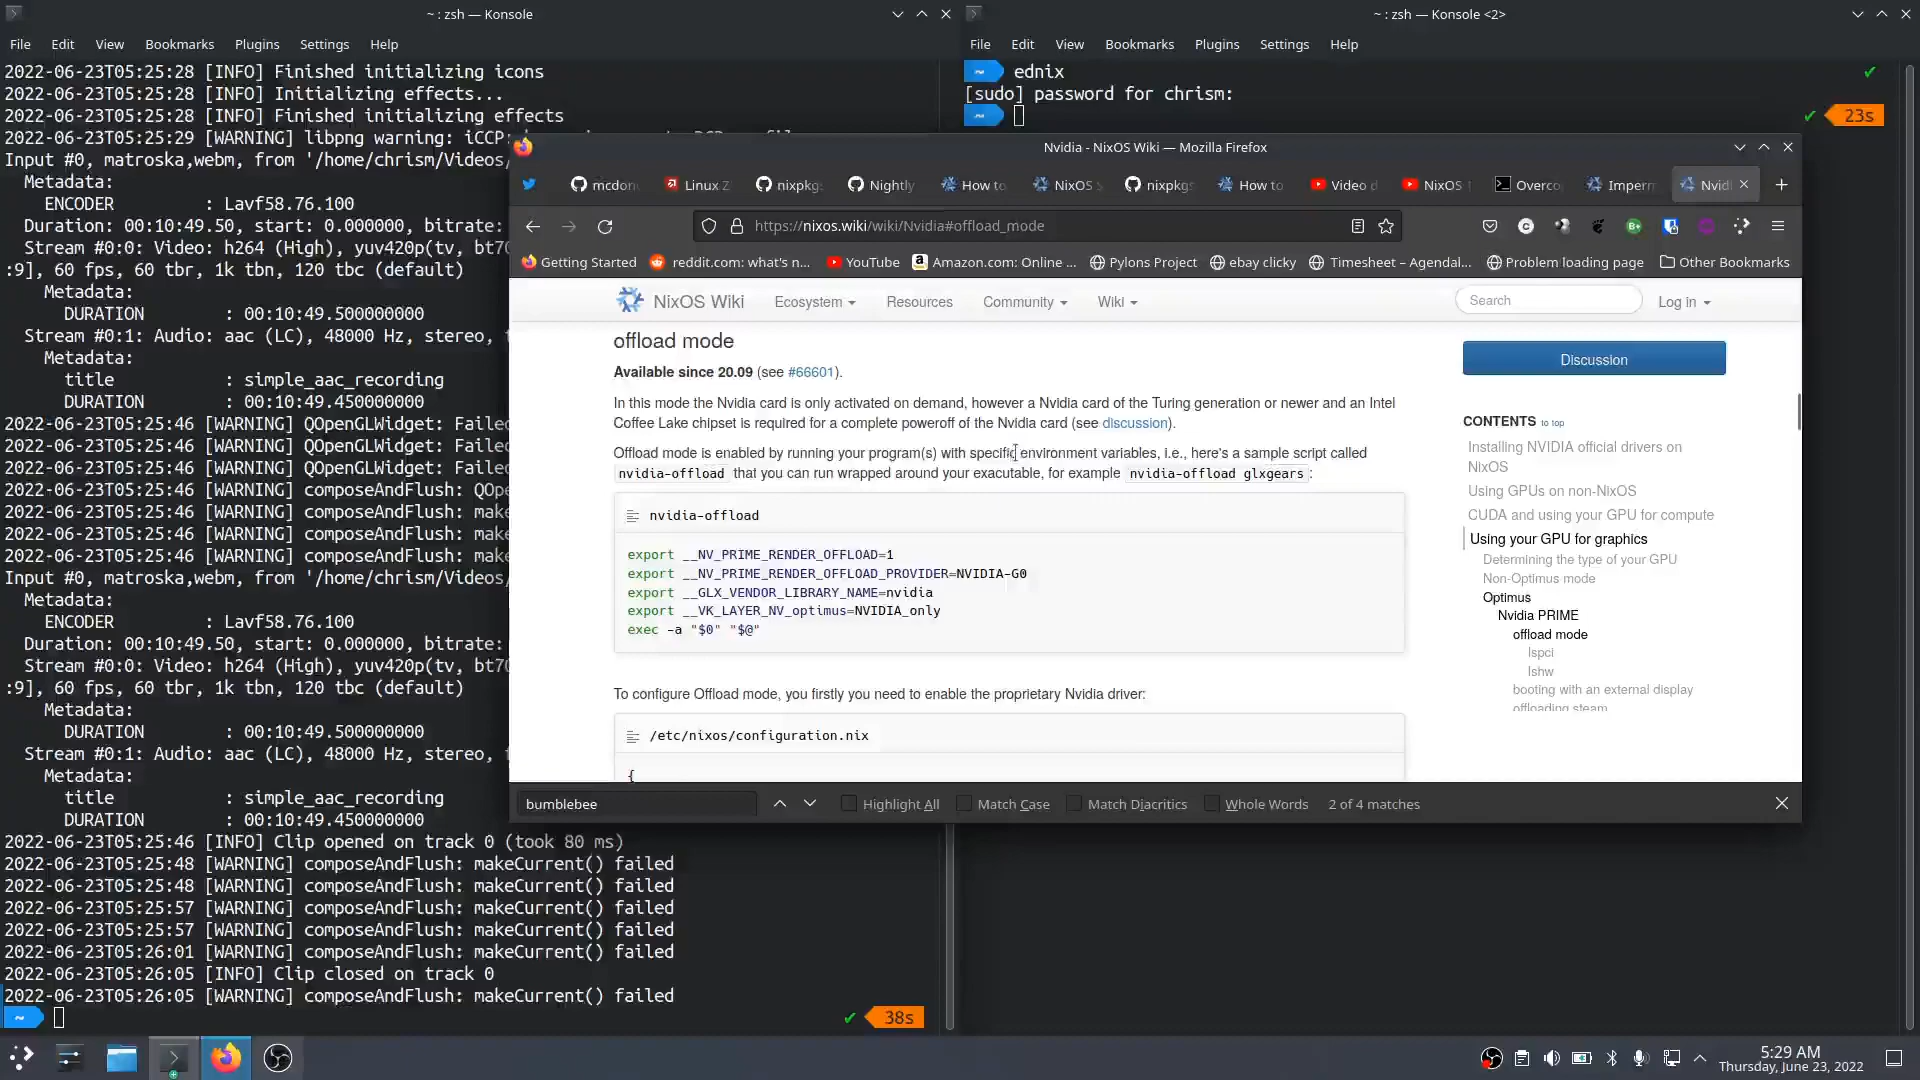 ~ : zsh — Konsole
File Edit View Bookmarks Plugins Settings Help
2022-06-23T05:25:28 [INFO] Finished initializing icons
2022-06-23T05:25:28 [INFO] Initializing effects...
2022-06-23T05:25:28 [INFO] Finished initializing effects
2022-06-23T05:25:29 [WARNING] libpng warning: iCCP:
Input #0, matroska,webm, from '/home/chrism/Videos/
Metadata:
ENCODER : Lavf58.76.100
Duration: 00:10:49.50, start: 0.000000, bitrate:
Stream #0:0: Video: h264 (High), yuv420p(tv, bt70
:9], 60 fps, 60 tbr, 1k tbn, 120 tbc (default)
Metadata:
DURATION : 00:10:49.500000000
Stream #0:1: Audio: aac (LC), 48000 Hz, stereo,
Metadata:
title : simple_aac_recording
DURATION : 00:10:49.450000000
2022-06-23T05:25:46 [WARNING] QOpenGLWidget: Failed
2022-06-23T05:25:46 [WARNING] QOpenGLWidget: Failed
2022-06-23T05:25:46 [WARNING] QOpenGLWidget: Failed
2022-06-23T05:25:46 [WARNING] composeAndFlush: QOpe
2022-06-23T05:25:46 [WARNING] composeAndFlush: make
2022-06-23T05:25:46 [WARNING] composeAndFlush: make
2022-06-23T05:25:46 [WARNING] composeAndFlush: make
Input #0, matroska,webm, from '/home/chrism/Videos/
Metadata:
ENCODER : Lavf58.76.100
Duration: 00:10:49.50, start: 0.000000, bitrate:
Stream #0:0: Video: h264 (High), yuv420p(tv, bt70
:9], 60 fps, 60 tbr, 1k tbn, 120 tbc (default)
Metadata:
DURATION : 00:10:49.500000000
Stream #0:1: Audio: aac (LC), 48000 Hz, stereo,
Metadata:
title : simple_aac_recording
DURATION : 00:10:49.450000000
2022-06-23T05:25:46 [INFO] Clip opened on track 0 (took 80 ms)
2022-06-23T05:25:48 [WARNING] composeAndFlush: makeCurrent() failed
2022-06-23T05:25:48 [WARNING] composeAndFlush: makeCurrent() failed
2022-06-23T05:25:57 [WARNING] composeAndFlush: makeCurrent() failed
2022-06-23T05:25:57 [WARNING] composeAndFlush: makeCurrent() failed
2022-06-23T05:26:01 [WARNING] composeAndFlush: makeCurrent() failed
2022-06-23T05:26:05 [INFO] Clip closed on track 0
2022-06-23T05:26:05 [WARNING] composeAndFlush: makeCurrent() failed
~ ✔ 38s
~ : zsh — Konsole <2>
File Edit View Bookmarks Plugins Settings Help
~ ednix ✔
[sudo] password for chrism:
~ ✔ 23s
Nvidia - NixOS Wiki — Mozilla Firefox
mcdon Linux Z nixpkg Nightly How to NixOS nixpkgs How to Video d NixOS Overco Imperm Nvidi
https://nixos.wiki/wiki/Nvidia#offload_mode
Getting Started reddit.com: what's n... YouTube Amazon.com: Online ... Pylons Project ebay clicky Timesheet – Agendal... Problem loading page Other Bookmarks
NixOS Wiki Ecosystem Resources Community Wiki Search Log in
offload mode
Available since 20.09 (see #66601).
In this mode the Nvidia card is only activated on demand, however a Nvidia card of the Turing generation or newer and an Intel
Coffee Lake chipset is required for a complete poweroff of the Nvidia card (see discussion).
Offload mode is enabled by running your program(s) with specific environment variables, i.e., here's a sample script called
nvidia-offload that you can run wrapped around your exacutable, for example nvidia-offload glxgears:
nvidia-offload
export __NV_PRIME_RENDER_OFFLOAD=1
export __NV_PRIME_RENDER_OFFLOAD_PROVIDER=NVIDIA-G0
export __GLX_VENDOR_LIBRARY_NAME=nvidia
export __VK_LAYER_NV_optimus=NVIDIA_only
exec -a "$0" "$@"
To configure Offload mode, you firstly you need to enable the proprietary Nvidia driver:
/etc/nixos/configuration.nix
{
Discussion
CONTENTS to top
Installing NVIDIA official drivers on
NixOS
Using GPUs on non-NixOS
CUDA and using your GPU for compute
Using your GPU for graphics
Determining the type of your GPU
Non-Optimus mode
Optimus
Nvidia PRIME
offload mode
lspci
lshw
booting with an external display
offloading steam
bumblebee Highlight All Match Case Match Diacritics Whole Words 2 of 4 matches
5:29 AM
Thursday, June 23, 2022